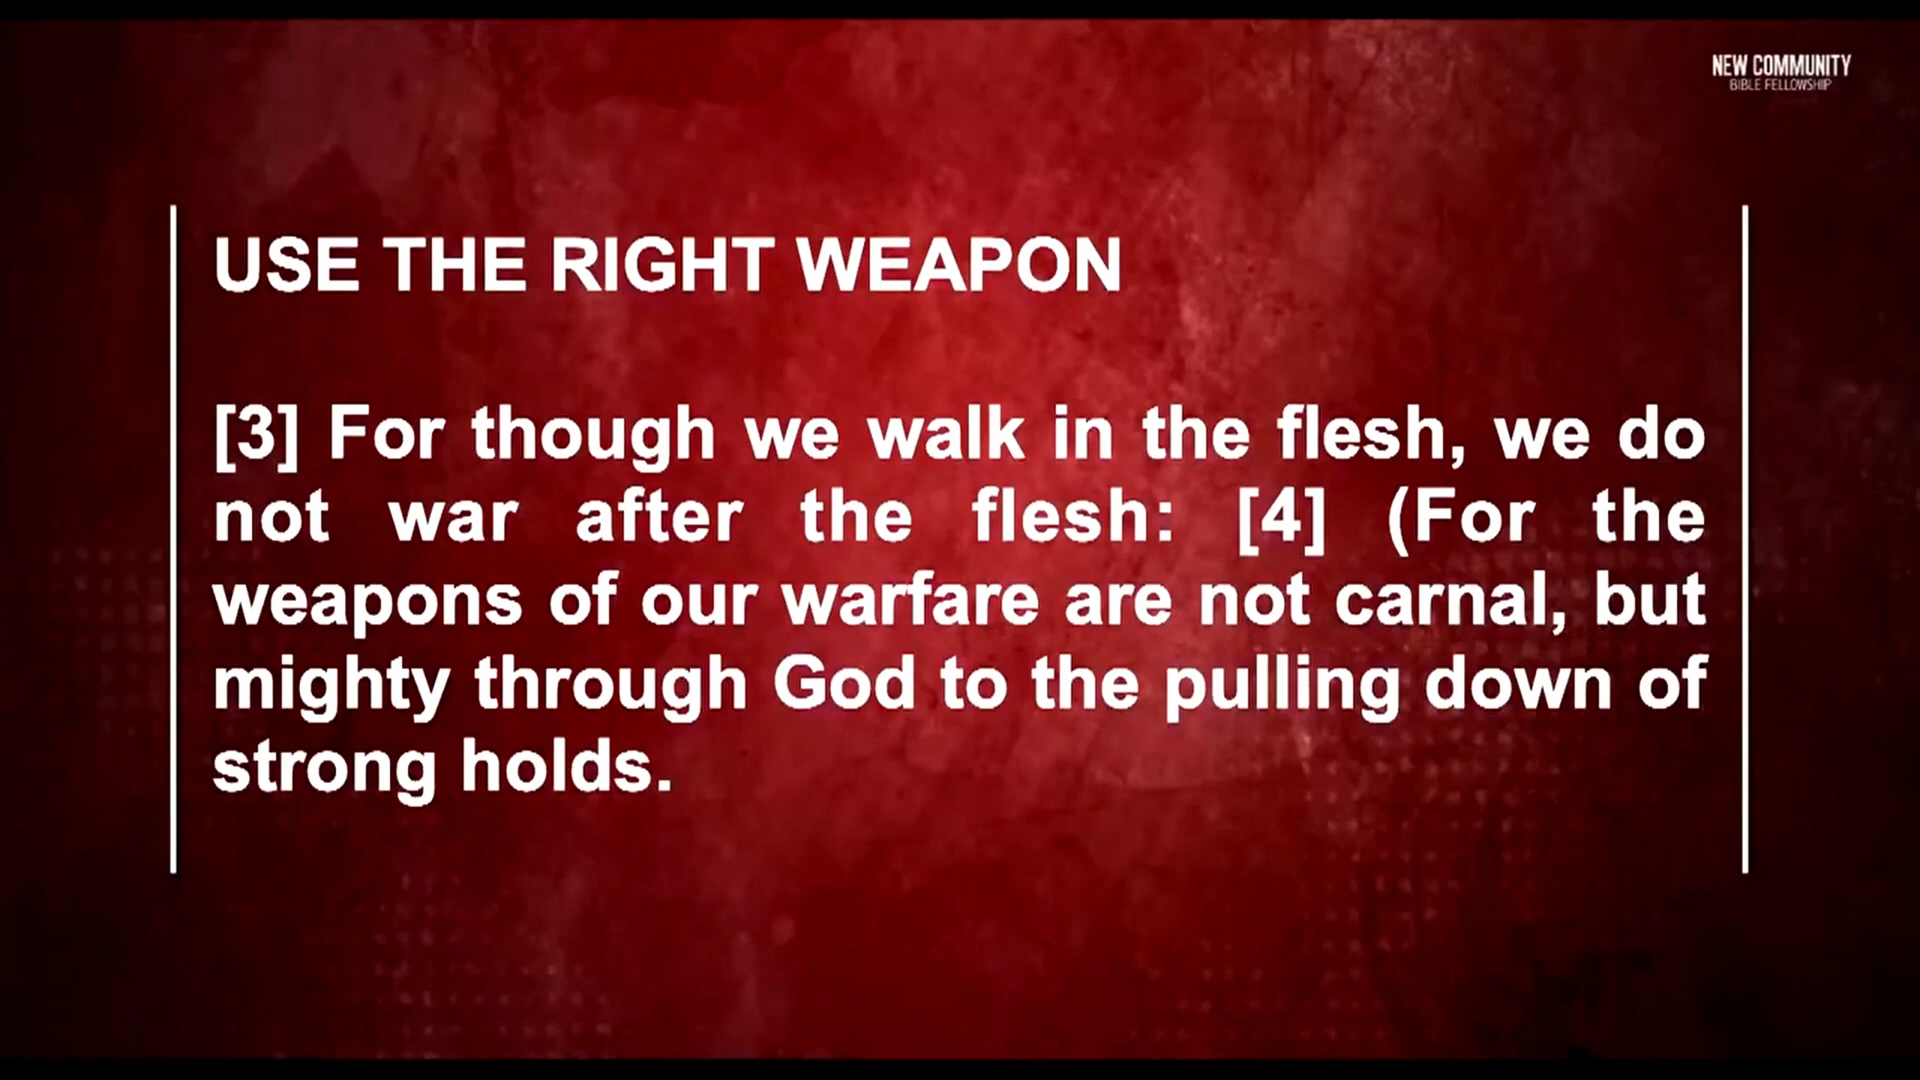 NEW COMMUNITY
BIBLE FELLOWSHIP
USE THE RIGHT WEAPON
[3] For though we walk in the flesh, we do
not war after the flesh: [4] (For the
weapons of our warfare are not carnal, but
mighty through God to the pulling down of
strong holds.